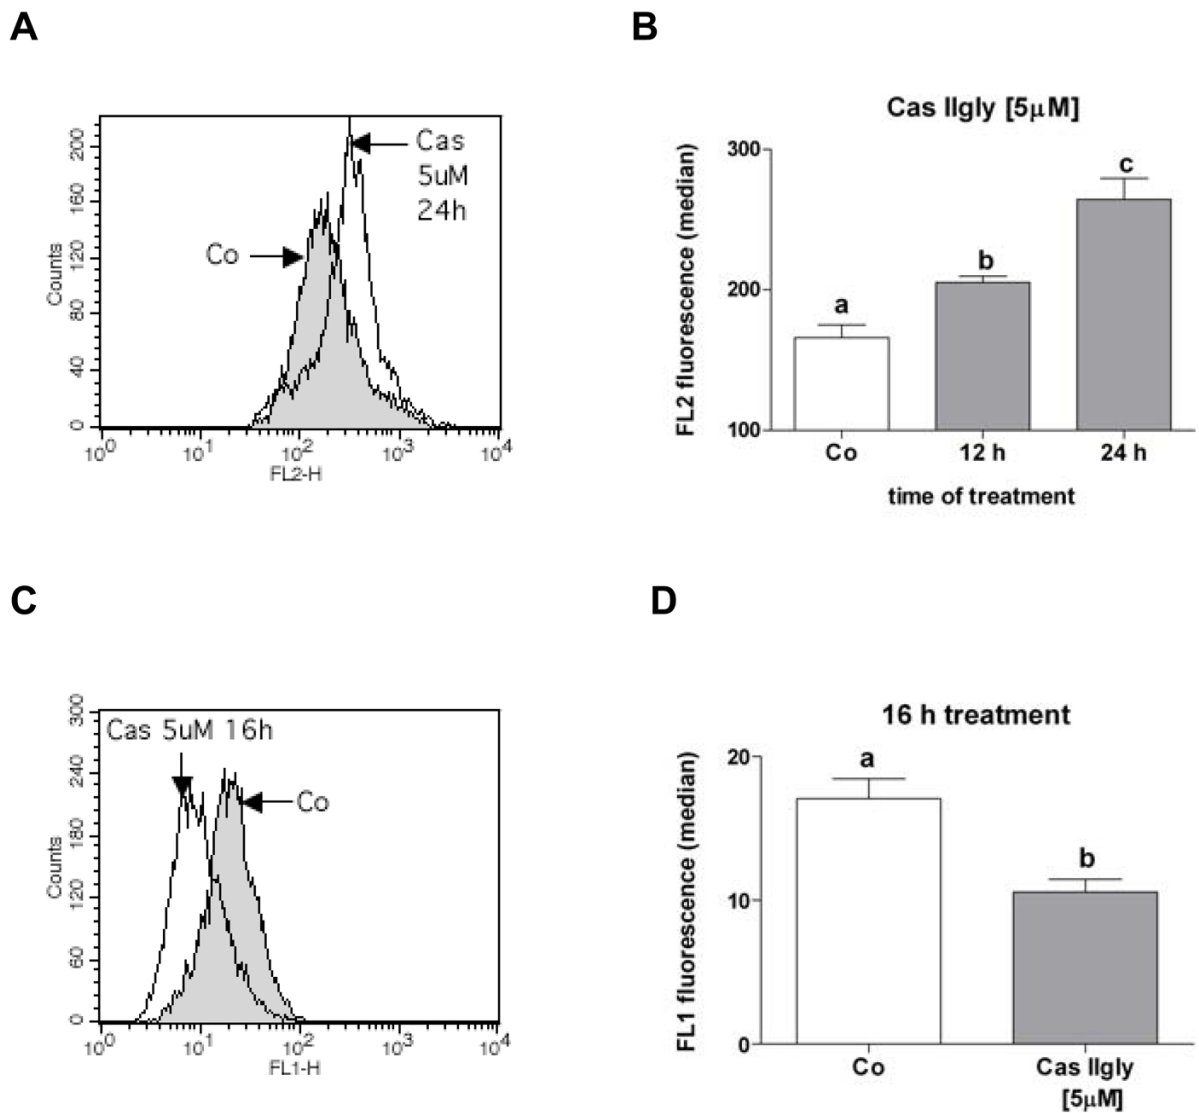 A
B
Cas
5uM
24h
Co
200
160
120
80
40
0
Counts
10^0 10^1 10^2 10^3 10^4
FL2-H
Cas IIgly [5μM]
FL2 fluorescence (median)
300
200
100
a
b
c
Co 12 h 24 h
time of treatment
C
D
Cas 5uM 16h
Co
300
240
180
120
60
0
Counts
10^0 10^1 10^2 10^3 10^4
FL1-H
16 h treatment
FL1 fluorescence (median)
20
10
0
a
b
Co Cas IIgly
[5μM]